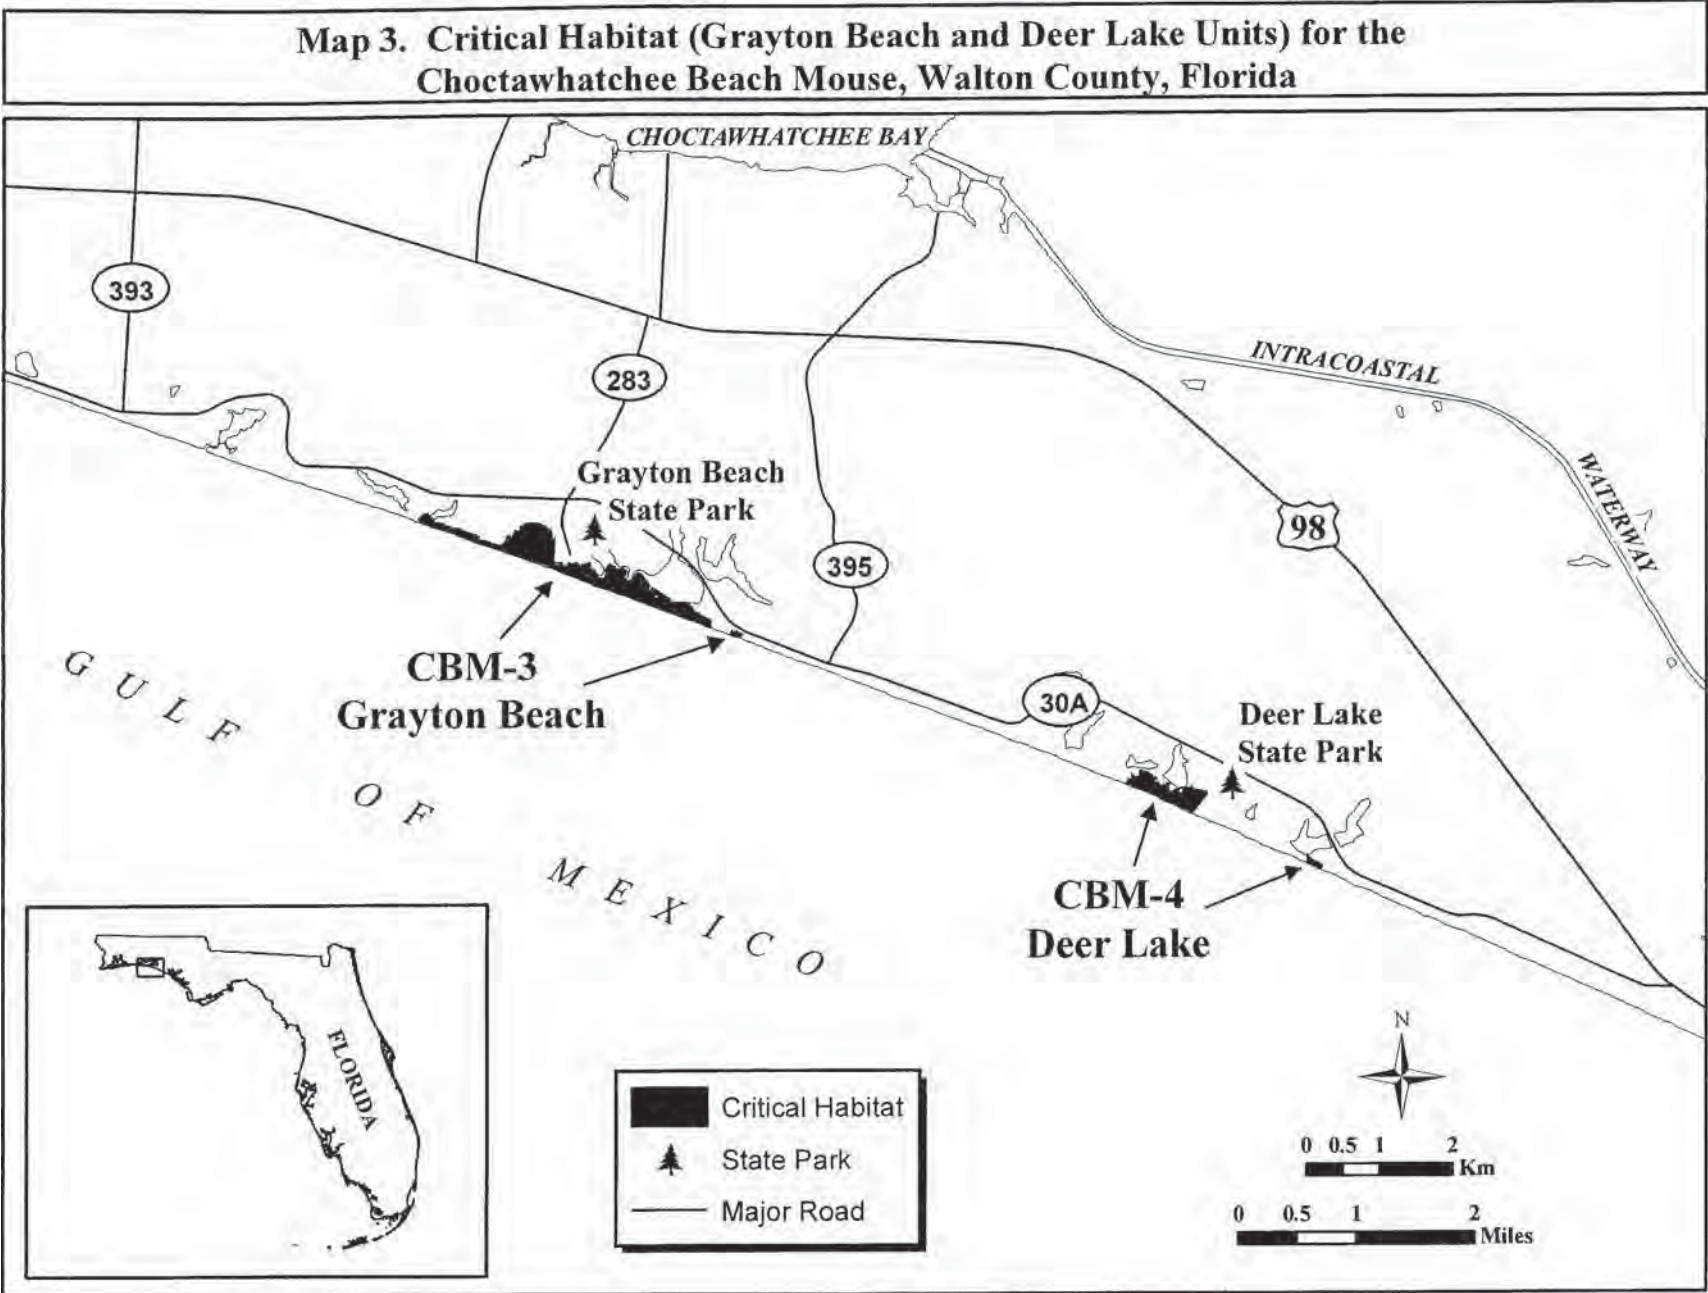 Map 3. Critical Habitat (Grayton Beach and Deer Lake Units) for the
Choctawhatchee Beach Mouse, Walton County, Florida
CHOCTAWHATCHEE BAY
393
283
INTRACOASTAL
WATERWAY
Grayton Beach
State Park
98
395
CBM-3
Grayton Beach
GULF
OF
MEXICO
30A
Deer Lake
State Park
CBM-4
Deer Lake
FLORIDA
Critical Habitat
State Park
Major Road
N
0 0.5 1 2
Km
0 0.5 1 2
Miles